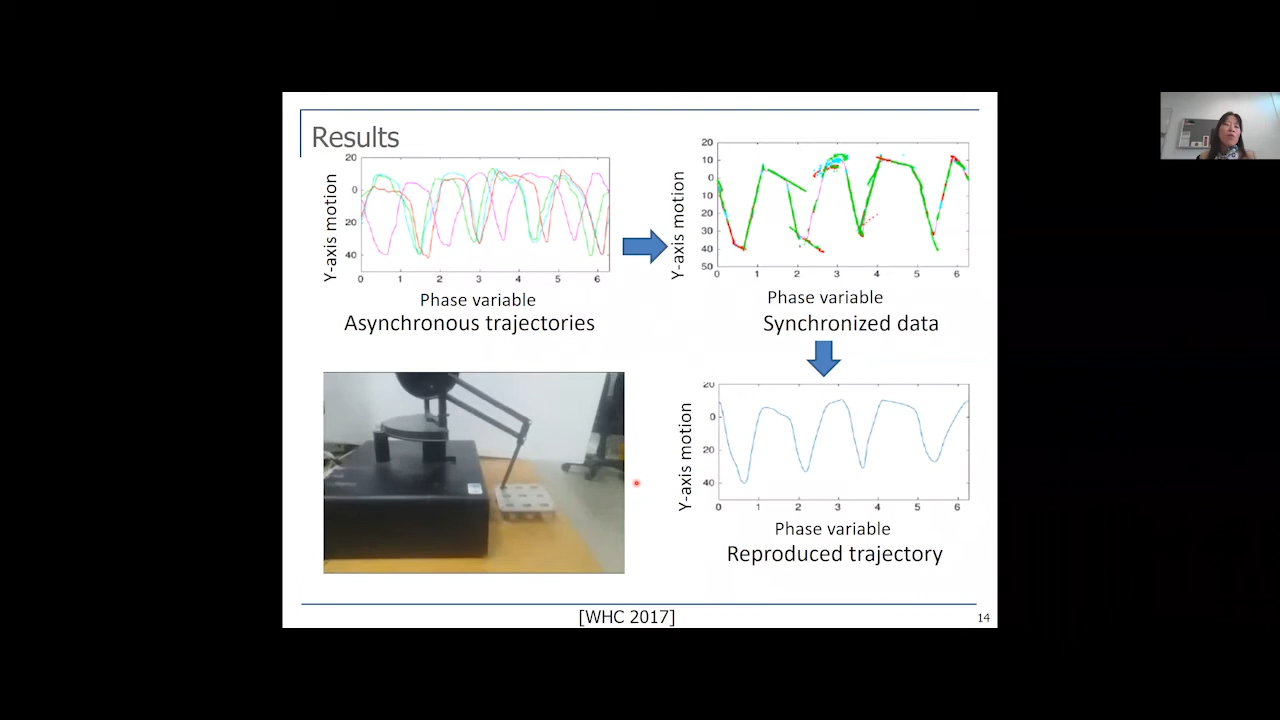 Results
20
0
20
40
Y-axis motion
0 1 2 3 4 5 6
Phase variable
Asynchronous trajectories
20
10
0
10
20
30
40
50
Y-axis motion
0 1 2 3 4 5 6
Phase variable
Synchronized data
20
0
20
40
Y-axis motion
0 1 2 3 4 5 6
Phase variable
Reproduced trajectory
[WHC 2017]
14